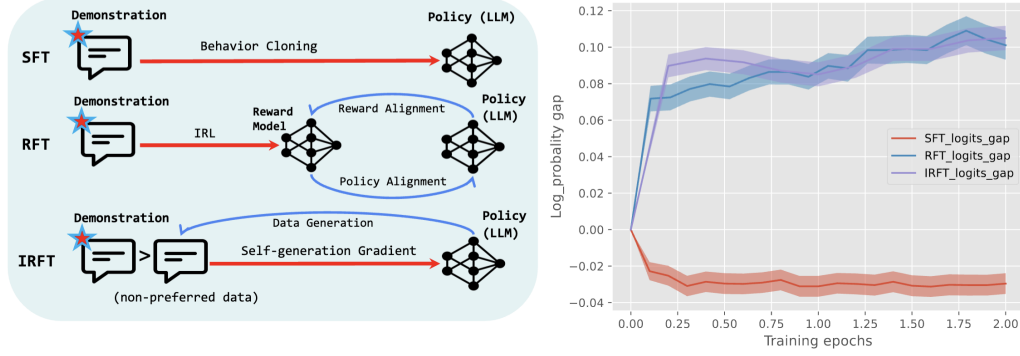 Demonstration
Policy (LLM)
SFT
Behavior Cloning
Demonstration
Reward Model
Reward Alignment
Policy (LLM)
RFT
IRL
Policy Alignment
Demonstration
Data Generation
Policy (LLM)
IRFT
>
Self-generation Gradient
(non-preferred data)
Log_probality gap
0.12
0.10
0.08
0.06
0.04
0.02
0.00
−0.02
−0.04
SFT_logits_gap
RFT_logits_gap
IRFT_logits_gap
0.00 0.25 0.50 0.75 1.00 1.25 1.50 1.75 2.00
Training epochs